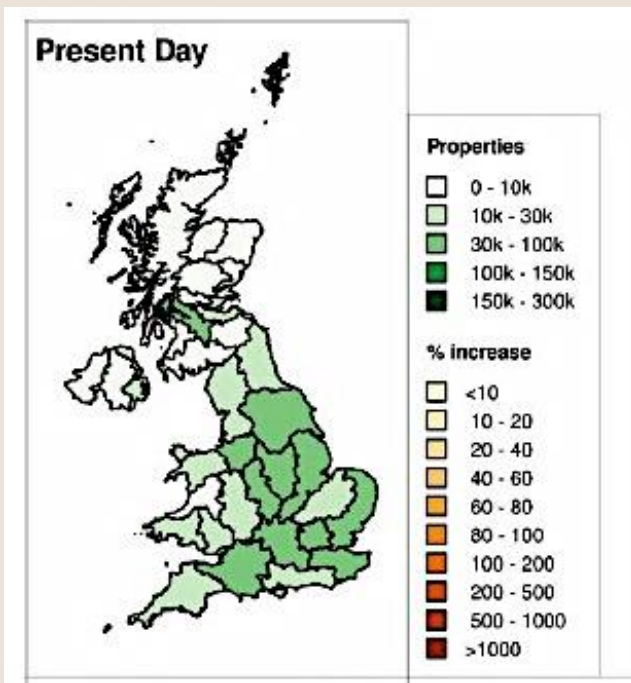 Present Day
Properties
0 - 10k
10k - 30k
30k - 100k
100k - 150k
150k - 300k
% increase
<10
10 - 20
20 - 40
40 - 60
60 - 80
80 - 100
100 - 200
200 - 500
500 - 1000
>1000